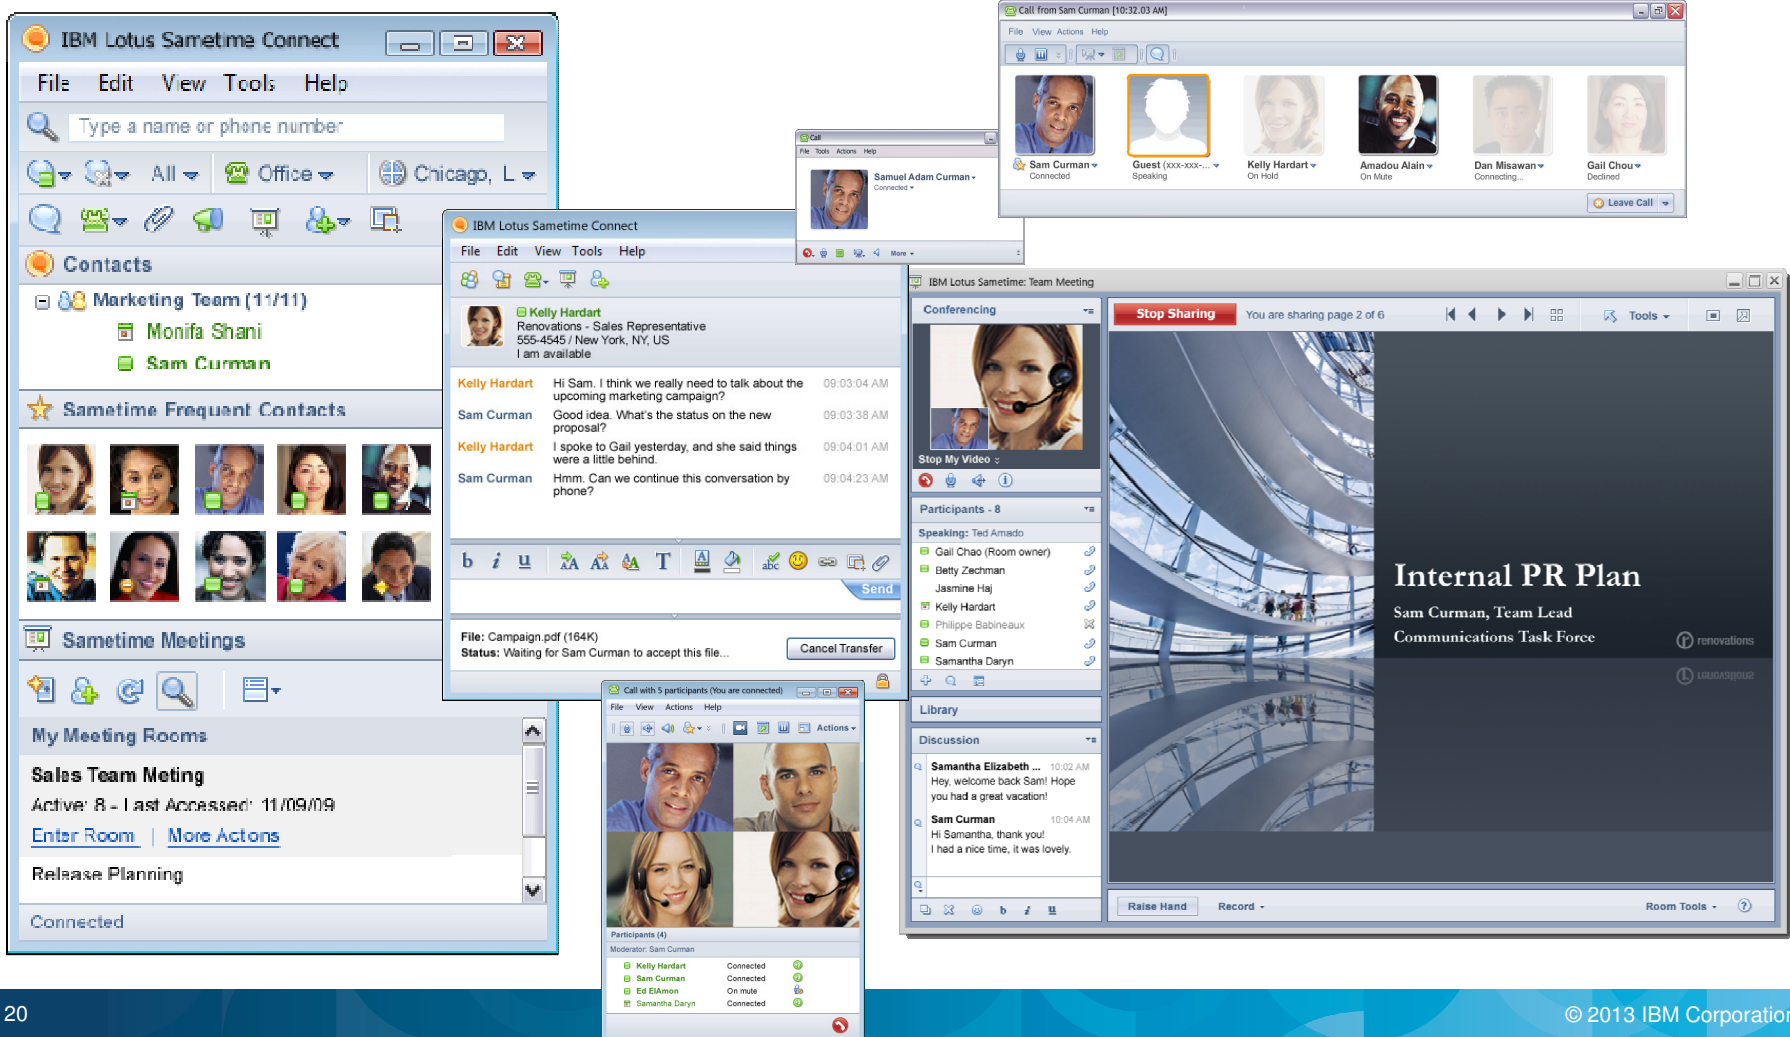 IBM Lotus Sametime Connect
File Edit View Tools Help
Type a name or phone number
All Office Chicago, L
Contacts
Marketing Team (11/11)
Monifa Shani
Sam Curman
Sametime Frequent Contacts
Sametime Meetings
My Meeting Rooms
Sales Team Meting
Active: 8 - Last Accessed: 11/09/09
Enter Room | More Actions
Release Planning
Connected
IBM Lotus Sametime Connect
File Edit View Tools Help
Kelly Hardart
Renovations - Sales Representative
555-4545 / New York, NY, US
I am available
Kelly Hardart Hi Sam. I think we really need to talk about the 09:03:04 AM
upcoming marketing campaign?
Sam Curman Good idea. What's the status on the new 09:03:38 AM
proposal?
Kelly Hardart I spoke to Gail yesterday, and she said things 09:04:01 AM
were a little behind.
Sam Curman Hmm. Can we continue this conversation by 09:04:23 AM
phone?
b i u AA AA AA T A abc
Send
File: Campaign.pdf (164K)
Status: Waiting for Sam Curman to accept this file...
Cancel Transfer
Call
File Tools Actions Help
Samuel Adam Curman
Connected
More
Call from Sam Curman [10:32.03 AM]
File View Actions Help
Sam Curman Guest (xxx-xxx-... Kelly Hardart Amadou Alain Dan Misawan Gail Chou
Connected Speaking On Hold On Mute Connecting... Declined
Leave Call
Call with 5 participants (You are connected)
File View Actions Help
Actions
Participants (4)
Moderator: Sam Curman
Kelly Hardart Connected
Sam Curman Connected
Ed ElAmon On mute
Samantha Daryn Connected
IBM Lotus Sametime: Team Meeting
Conferencing
Stop My Video
Participants - 8
Speaking: Ted Amado
Gail Chao (Room owner)
Betty Zechman
Jasmine Haj
Kelly Hardart
Philippe Babineaux
Sam Curman
Samantha Daryn
Library
Discussion
Samantha Elizabeth ... 10:02 AM
Hey, welcome back Sam! Hope
you had a great vacation!
Sam Curman 10:04 AM
Hi Samantha, thank you!
I had a nice time, it was lovely.
b i u
Stop Sharing You are sharing page 2 of 6 Tools
Internal PR Plan
Sam Curman, Team Lead
Communications Task Force
r renovations
Raise Hand Record Room Tools ?
20
© 2013 IBM Corporation